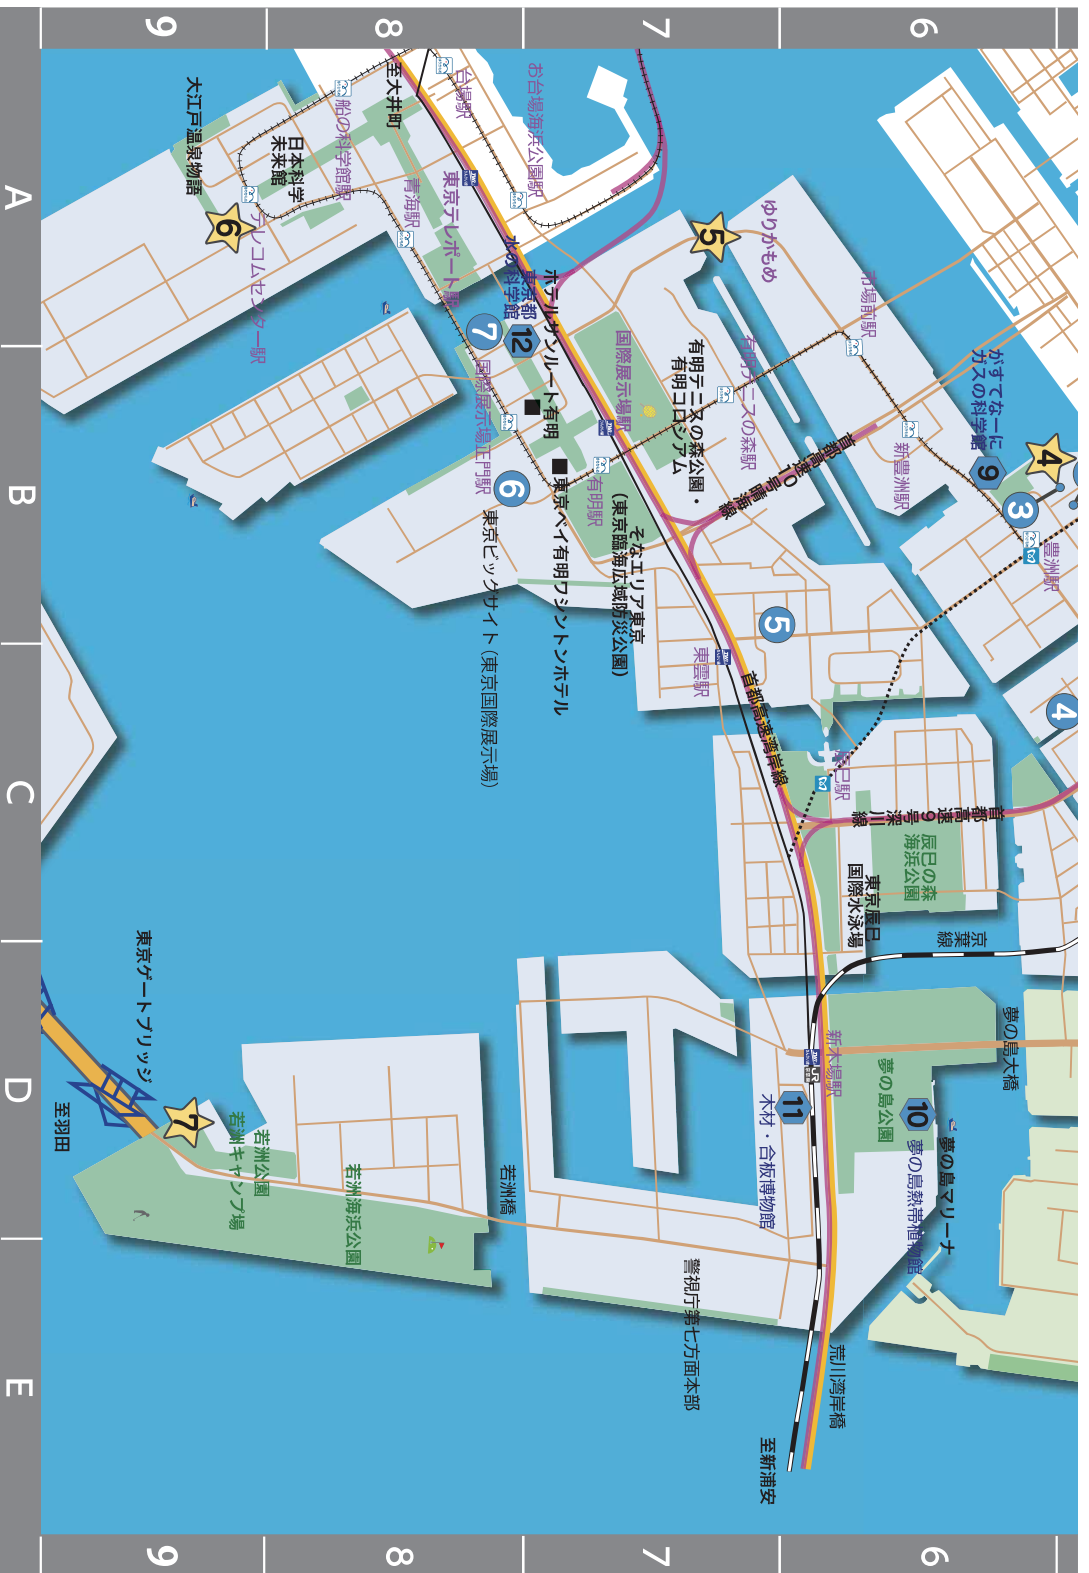 6
7
8
9
A
B
C
D
E
6
7
8
9
お台場海浜公園駅
台場駅
至大井町
船の科学館駅
日本科学
未来館
大江戸温泉物語
青海駅
東京テレポート駅
テレコムセンター駅
6
5
ゆりかもめ
市場前駅
水の科学館
東京都
12
7
ホテルサンルート有明
国際展示場駅
国際展示場正門駅
有明テニスの森公園・
有明コロシアム
有明テニスの森駅
首都高速10号晴海線
がすてなーに
ガスの科学館
9
4
3
新豊洲駅
豊洲駅
6
有明駅
東京ベイ有明ワシントンホテル
東京ビッグサイト(東京国際展示場)
そなエリア東京
(東京臨海広域防災公園)
5
東雲駅
4
首都高速湾岸線
辰巳駅
首都高速9号深川線
辰巳の森
海浜公園
東京辰巳
国際水泳場
京葉線
東京ゲートブリッジ
至羽田
7
若洲公園
若洲キャンプ場
若洲海浜公園
若洲橋
新木場駅
11
木材・合板博物館
夢の島公園
10
夢の島熱帯植物館
夢の島マリーナ
夢の島大橋
警視庁第七方面本部
荒川湾岸橋
至新浦安